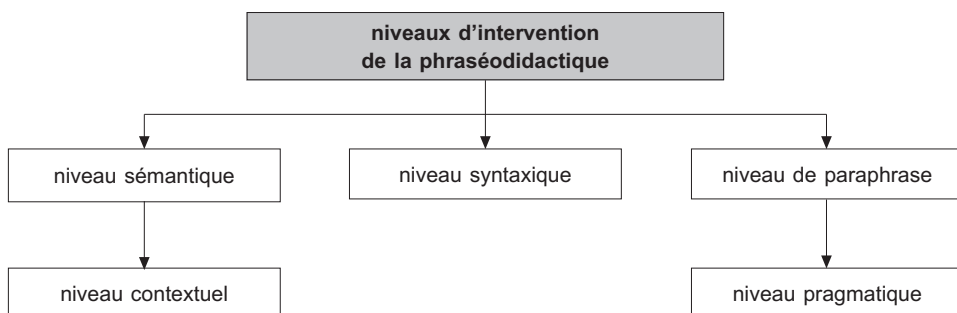 niveaux d’intervention
de la phraséodidactique
niveau sémantique
niveau syntaxique
niveau de paraphrase
niveau contextuel
niveau pragmatique